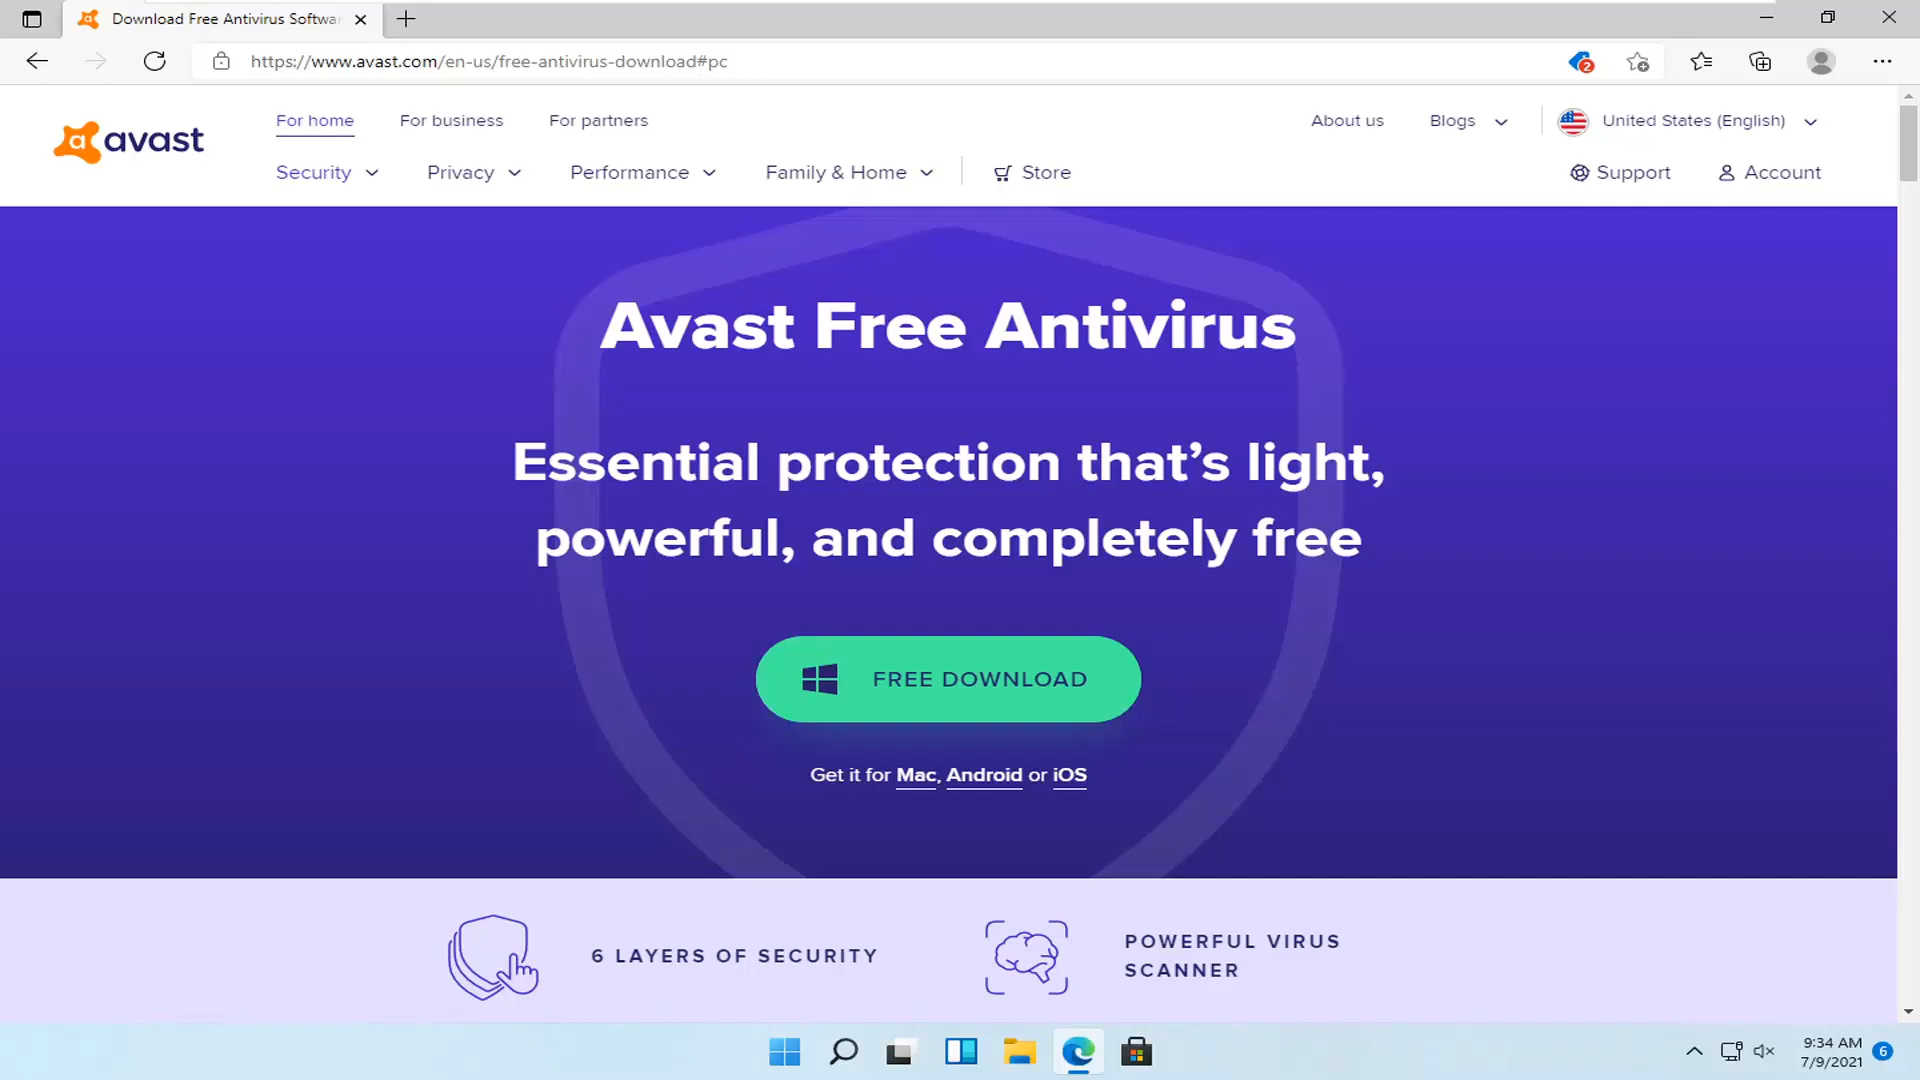 Download Free Antivirus Softwar
https://www.avast.com/en-us/free-antivirus-download#pc
2
avast
For home
For business
For partners
About us
Blogs
United States (English)
Security
Privacy
Performance
Family & Home
Store
Support
Account
Avast Free Antivirus
Essential protection that's light,
powerful, and completely free
FREE DOWNLOAD
Get it for Mac, Android or iOS
6 LAYERS OF SECURITY
POWERFUL VIRUS
SCANNER
9:34 AM
7/9/2021
6